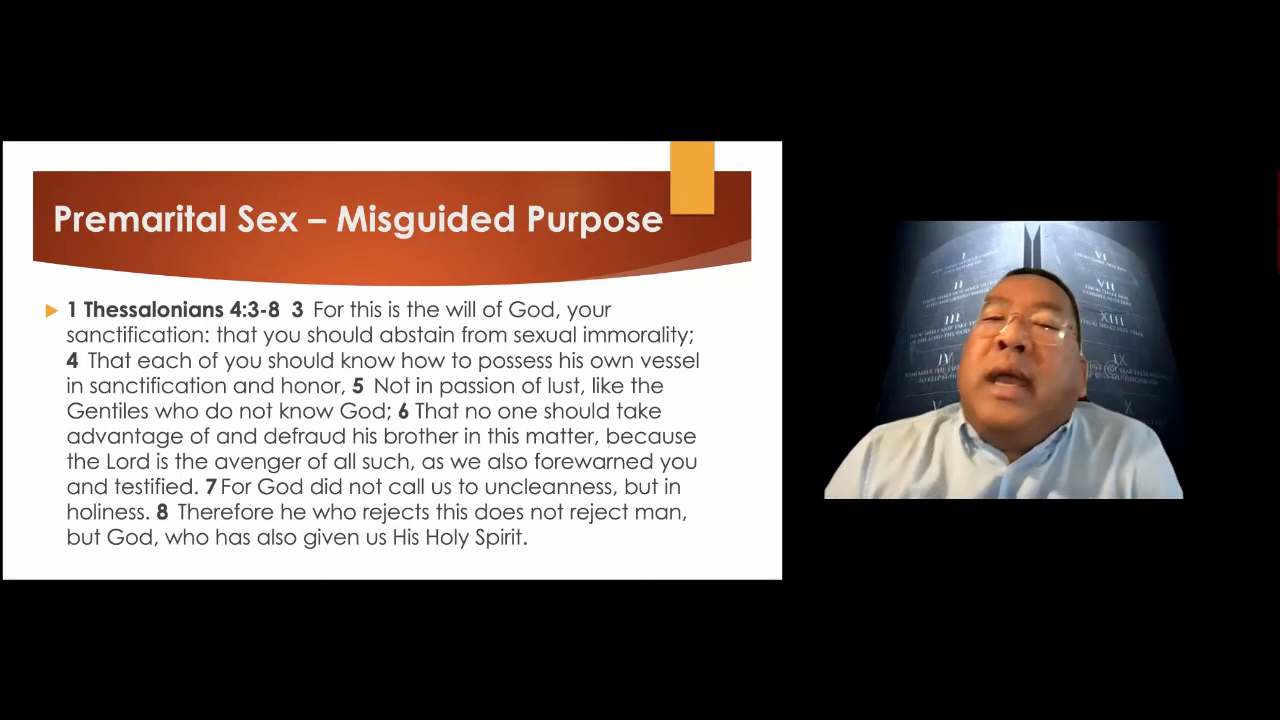 Premarital Sex – Misguided Purpose
1 Thessalonians 4:3-8 3 For this is the will of God, your
sanctification: that you should abstain from sexual immorality;
4 That each of you should know how to possess his own vessel
in sanctification and honor, 5 Not in passion of lust, like the
Gentiles who do not know God; 6 That no one should take
advantage of and defraud his brother in this matter, because
the Lord is the avenger of all such, as we also forewarned you
and testified. 7 For God did not call us to uncleanness, but in
holiness. 8 Therefore he who rejects this does not reject man,
but God, who has also given us His Holy Spirit.
I
II
III
VI